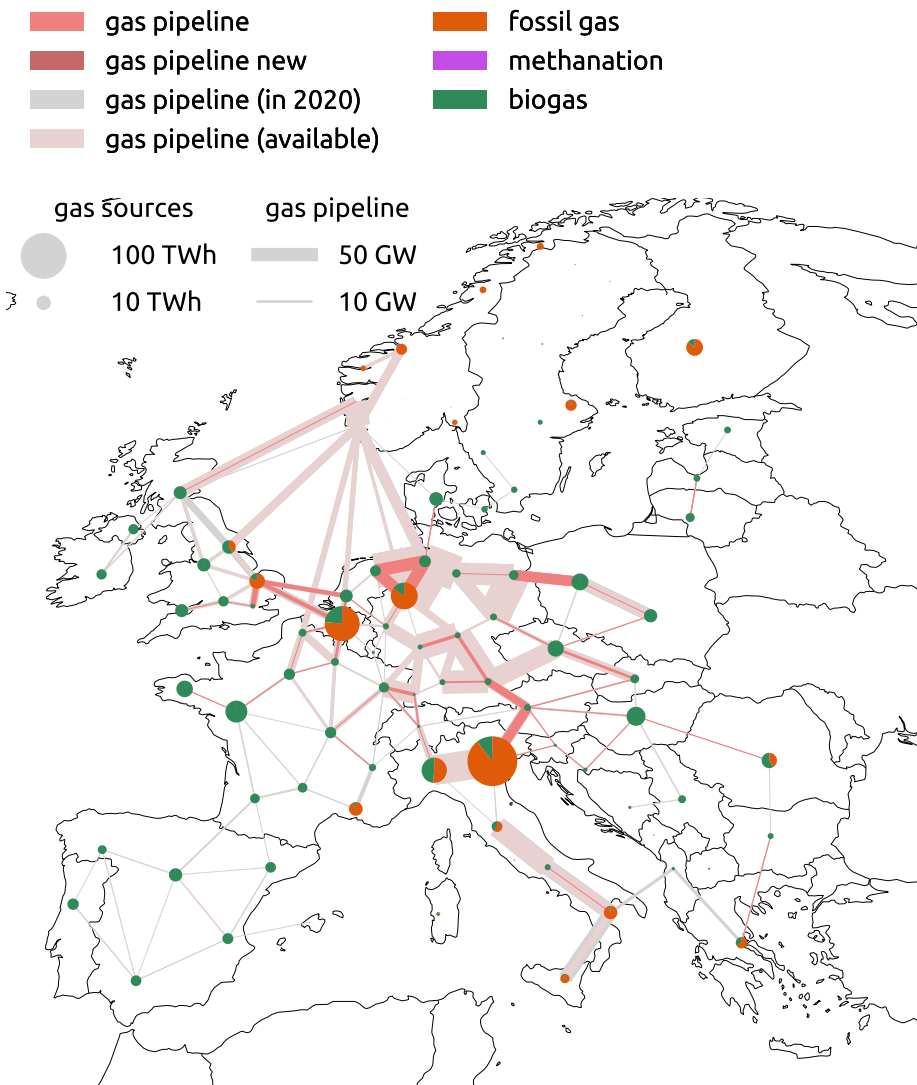 gas pipeline
gas pipeline new
gas pipeline (in 2020)
gas pipeline (available)
fossil gas
methanation
biogas
gas sources
100 TWh
10 TWh
gas pipeline
50 GW
10 GW